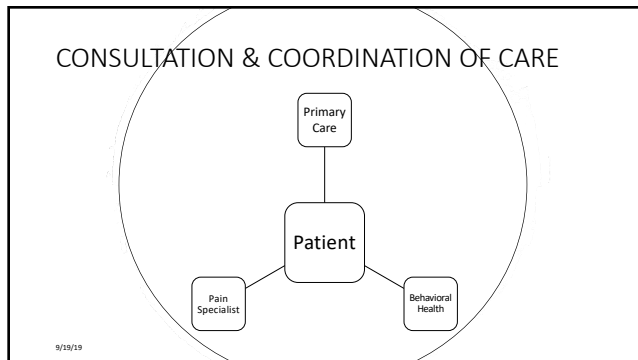 CONSULTATION & COORDINATION OF CARE
Primary
Care
Patient
Pain
Specialist
Behavioral
Health
9/19/19